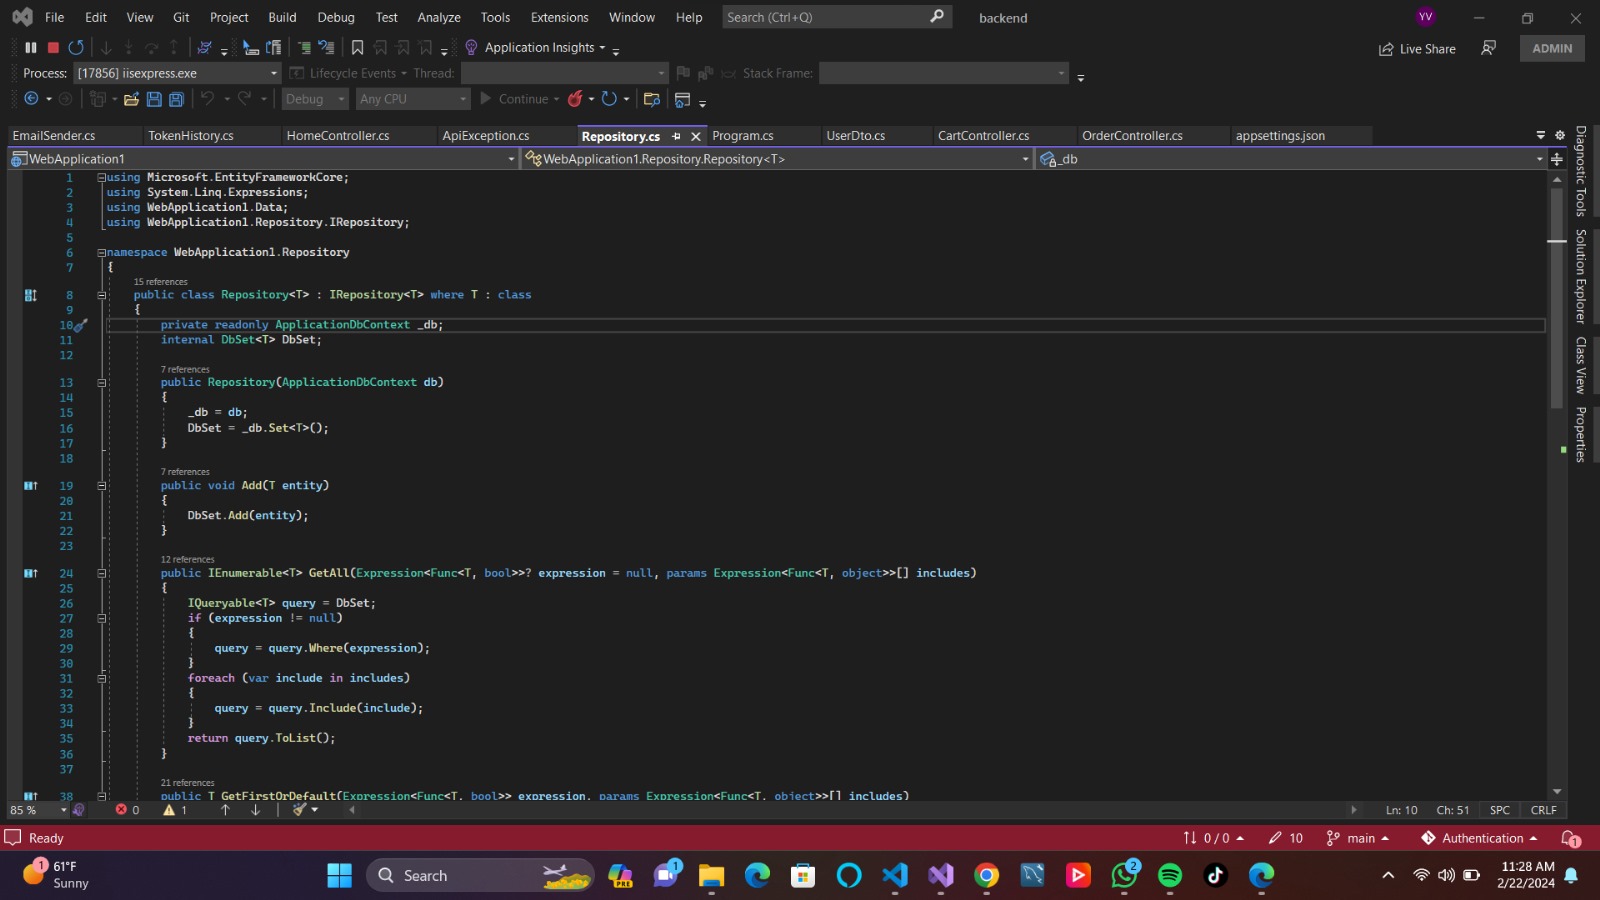 File Edit View Git Project Build Debug Test Analyze Tools Extensions Window Help Search (Ctrl+Q) backend YV
Application Insights Live Share ADMIN
Process: [17856] iisexpress.exe Lifecycle Events Thread: Stack Frame:
Debug Any CPU Continue
EmailSender.cs TokenHistory.cs HomeController.cs ApiException.cs Repository.cs Program.cs UserDto.cs CartController.cs OrderController.cs appsettings.json
WebApplication1 WebApplication1.Repository.Repository<T> _db
1 using Microsoft.EntityFrameworkCore;
2 using System.Linq.Expressions;
3 using WebApplication1.Data;
4 using WebApplication1.Repository.IRepository;
5
6 namespace WebApplication1.Repository
7 {
15 references
8 public class Repository<T> : IRepository<T> where T : class
9 {
10 private readonly ApplicationDbContext _db;
11 internal DbSet<T> DbSet;
12
7 references
13 public Repository(ApplicationDbContext db)
14 {
15 _db = db;
16 DbSet = _db.Set<T>();
17 }
18
7 references
19 public void Add(T entity)
20 {
21 DbSet.Add(entity);
22 }
23
12 references
24 public IEnumerable<T> GetAll(Expression<Func<T, bool>>? expression = null, params Expression<Func<T, object>>[] includes)
25 {
26 IQueryable<T> query = DbSet;
27 if (expression != null)
28 {
29 query = query.Where(expression);
30 }
31 foreach (var include in includes)
32 {
33 query = query.Include(include);
34 }
35 return query.ToList();
36 }
37
21 references
38 public T GetFirstOrDefault(Expression<Func<T, bool>> expression, params Expression<Func<T, object>>[] includes)
Diagnostic Tools
Solution Explorer
Class View
Properties
85 % 0 1 Ln: 10 Ch: 51 SPC CRLF
Ready 0 / 0 10 main Authentication 1
1 61°F
Sunny
Search PRE 1 2
11:28 AM
2/22/2024